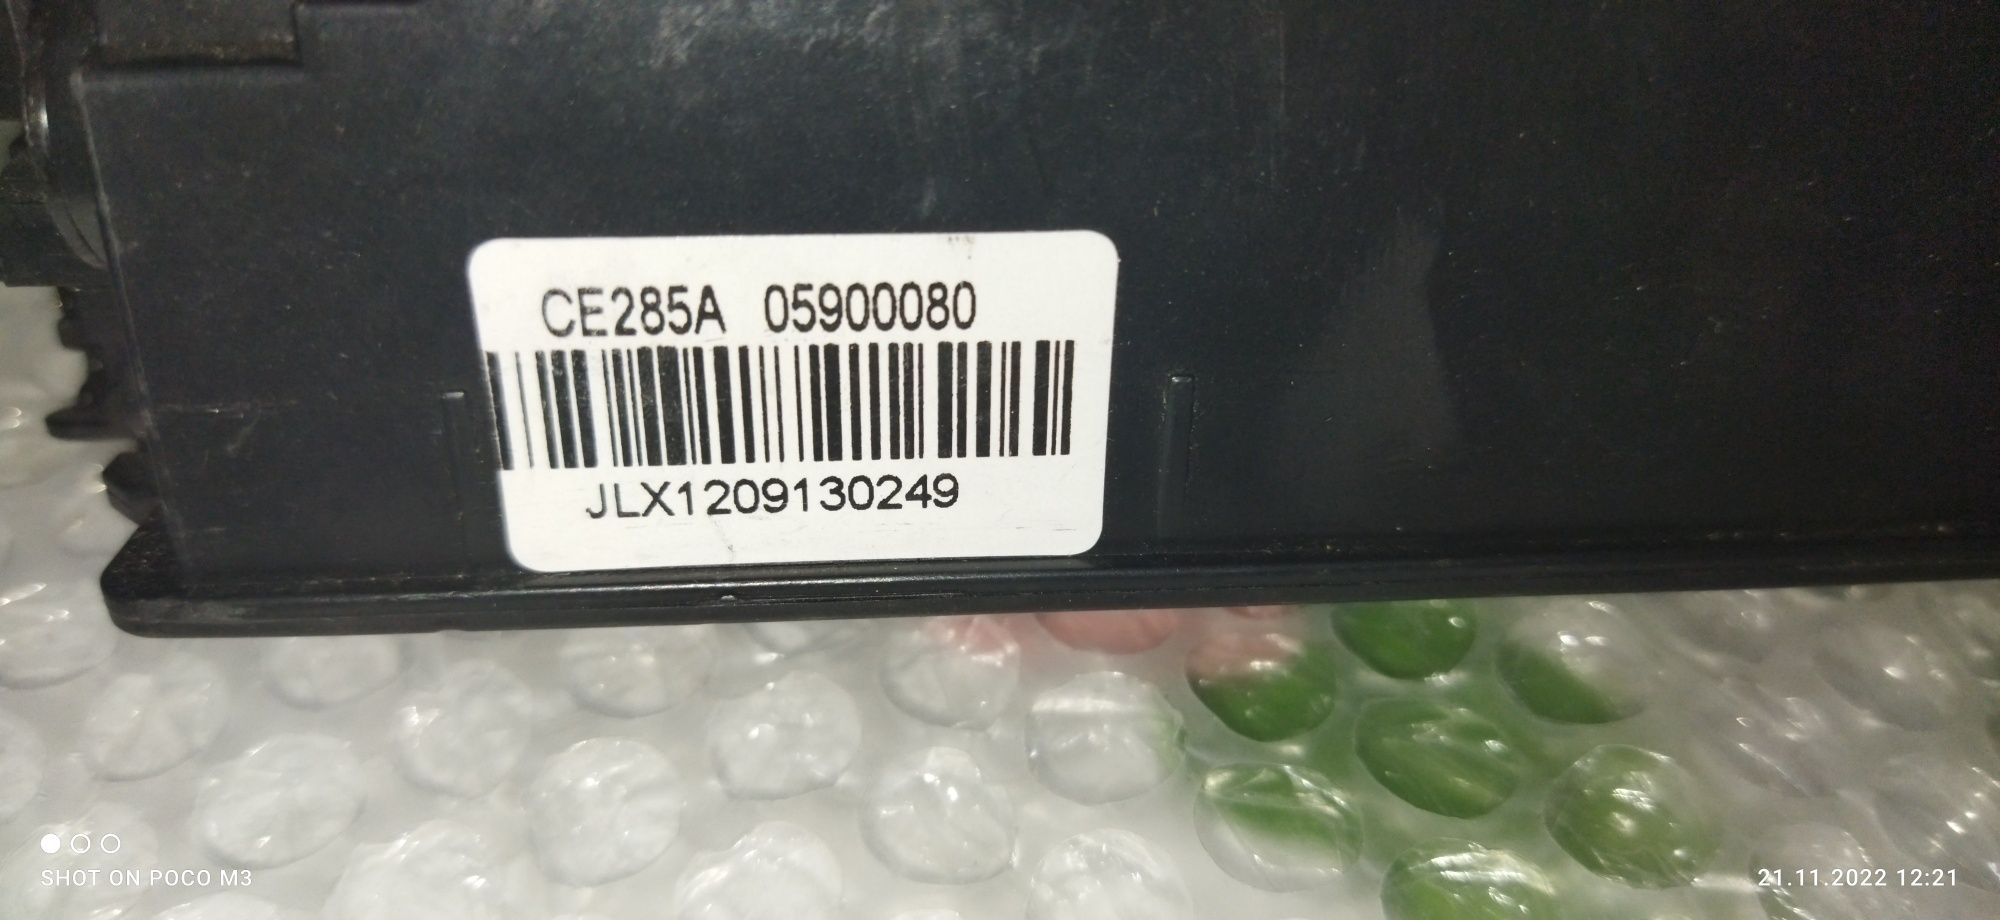 CE285A 05900080
JLX1209130249
SHOT ON POCO M3
21.11.2022 12:21